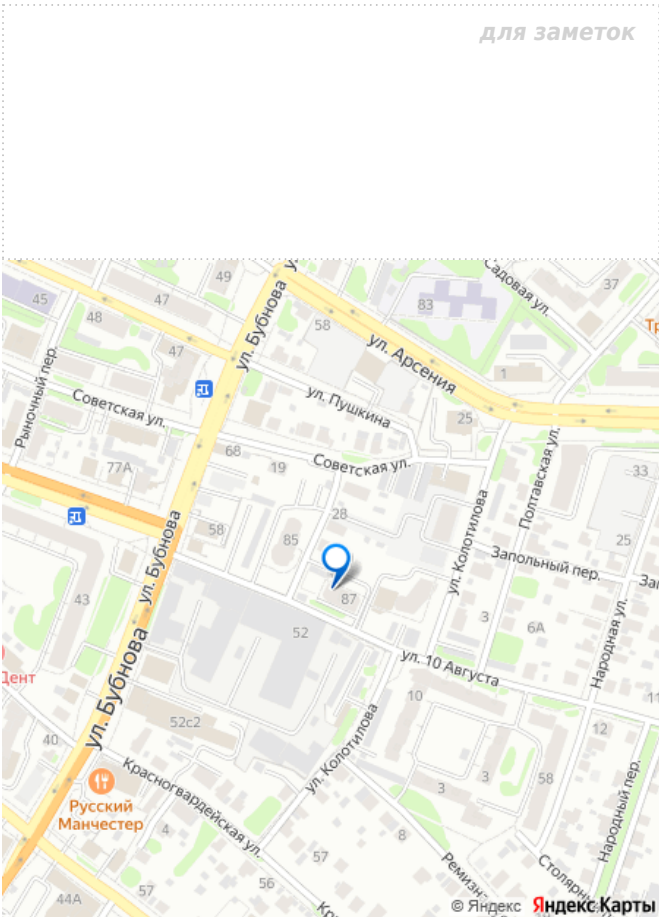 для заметок
Садовая ул.
49
37
45
47
83
48
ул. Бубнова
58
ул. Арсения
47
1
Рыночный пер.
ул. Пушкина
25
Советская ул.
Полтавская ул.
68
Советская ул.
77А
19
33
28
ул. Колотилова
58
85
25
ул. Бубнова
Запольный пер.
43
87
3
Народная ул.
6А
52
ул. 10 Августа
Дент
ул. Бубнова
10
11
52с2
ул. Колотилова
12
40
Красногвардейская ул.
58
3
3
Народный пер.
Русский
Манчестер
4
8
57
56
57
44А
© Яндекс Яндекс Карты